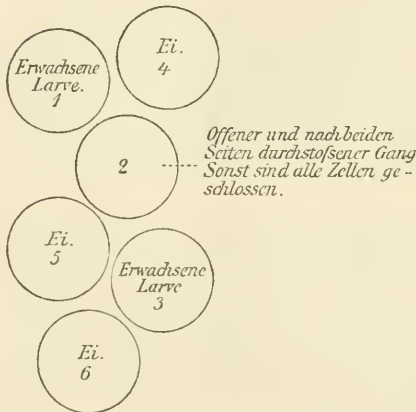 Ei.
4
Erwachsene
Larve.
1
2
Offener und nach beiden
Seiten durchstoſsener Gang
Sonst sind alle Zellen ge-
schlossen.
Ei.
5
Erwachsene
Larve
3
Ei.
6